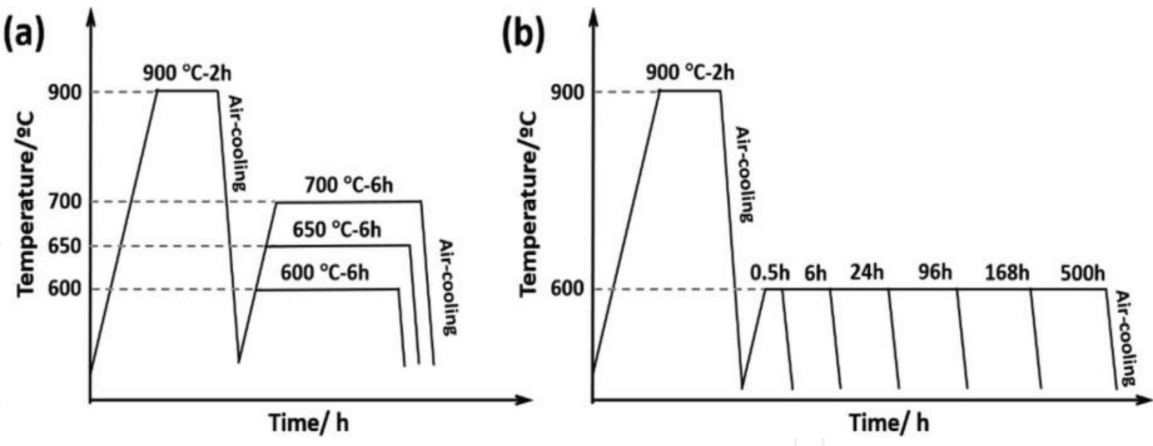 (a)
Temperature/ºC
900
700
650
600
900 ℃-2h
Air-cooling
700 ℃-6h
650 ℃-6h
600 ℃-6h
Air-cooling
Time/ h
(b)
Temperature/ºC
900
600
900 ℃-2h
Air-cooling
0.5h 6h 24h 96h 168h 500h
Air-cooling
Time/ h